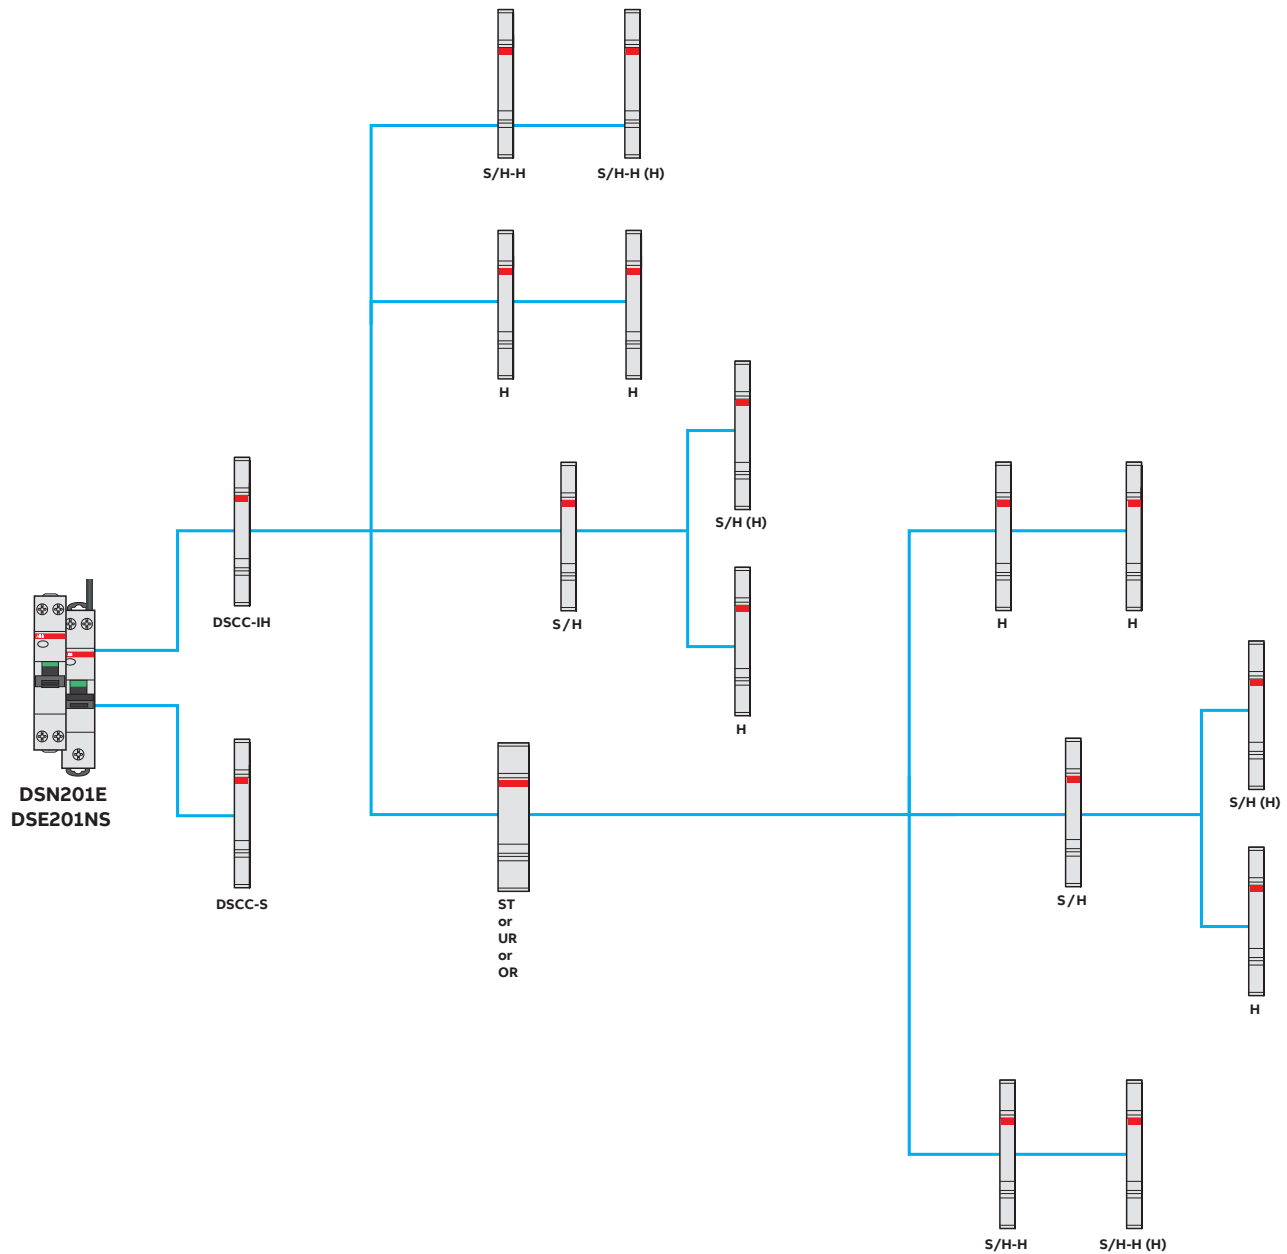 S/H-H
S/H-H (H)
H
H
S/H (H)
DSCC-IH
S/H
H
H
H
DSN201E
DSE201NS
S/H (H)
DSCC-S
ST
or
UR
or
OR
S/H
H
S/H-H
S/H-H (H)